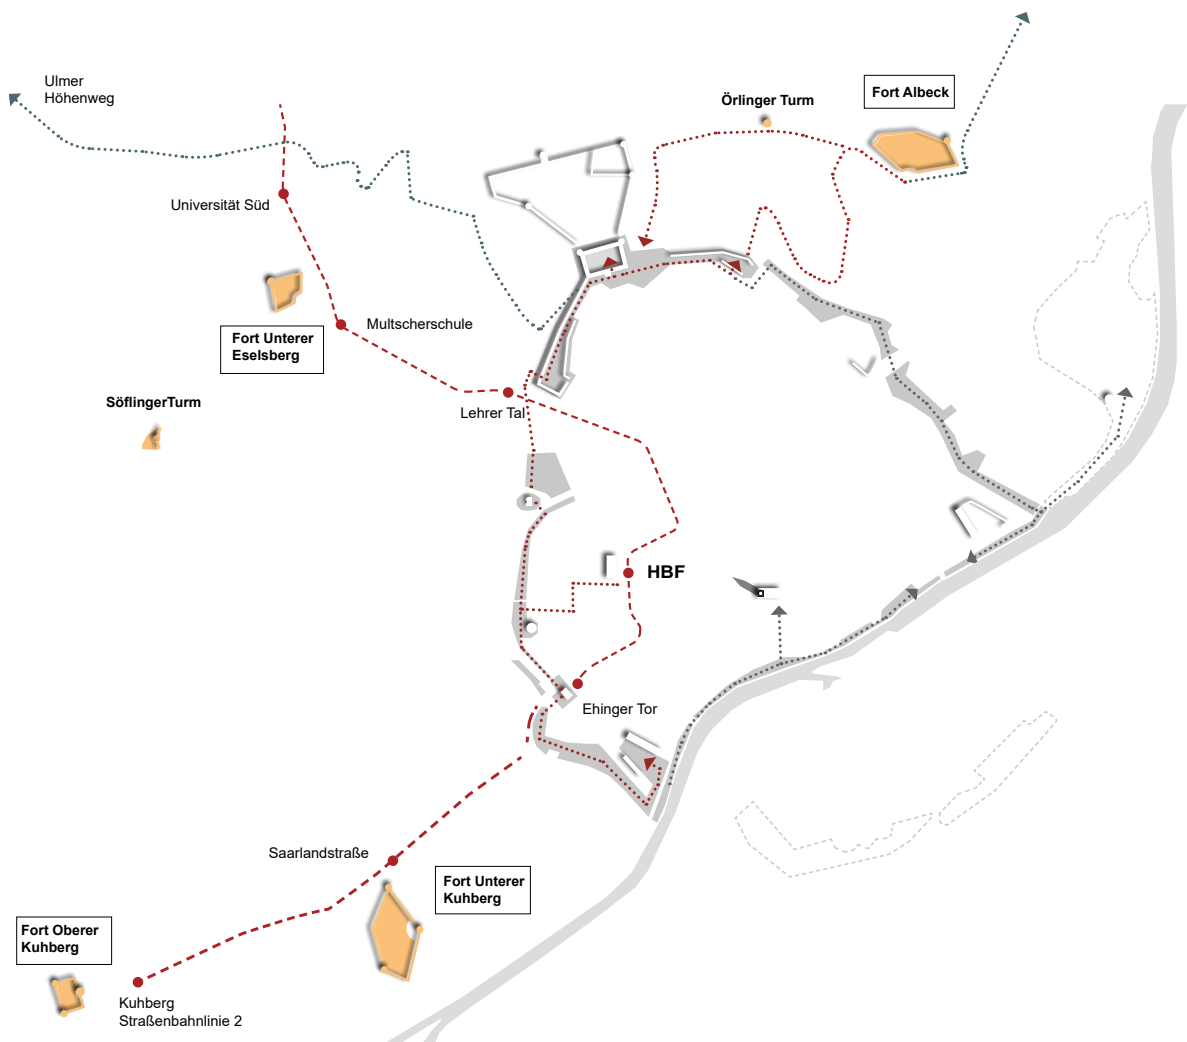 Ulmer
Höhenweg
Örlinger Turm
Fort Albeck
Universität Süd
Multscherschule
Fort Unterer
Eselsberg
SöflingerTurm
Lehrer Tal
HBF
Ehinger Tor
Saarlandstraße
Fort Unterer
Kuhberg
Fort Oberer
Kuhberg
Kuhberg
Straßenbahnlinie 2